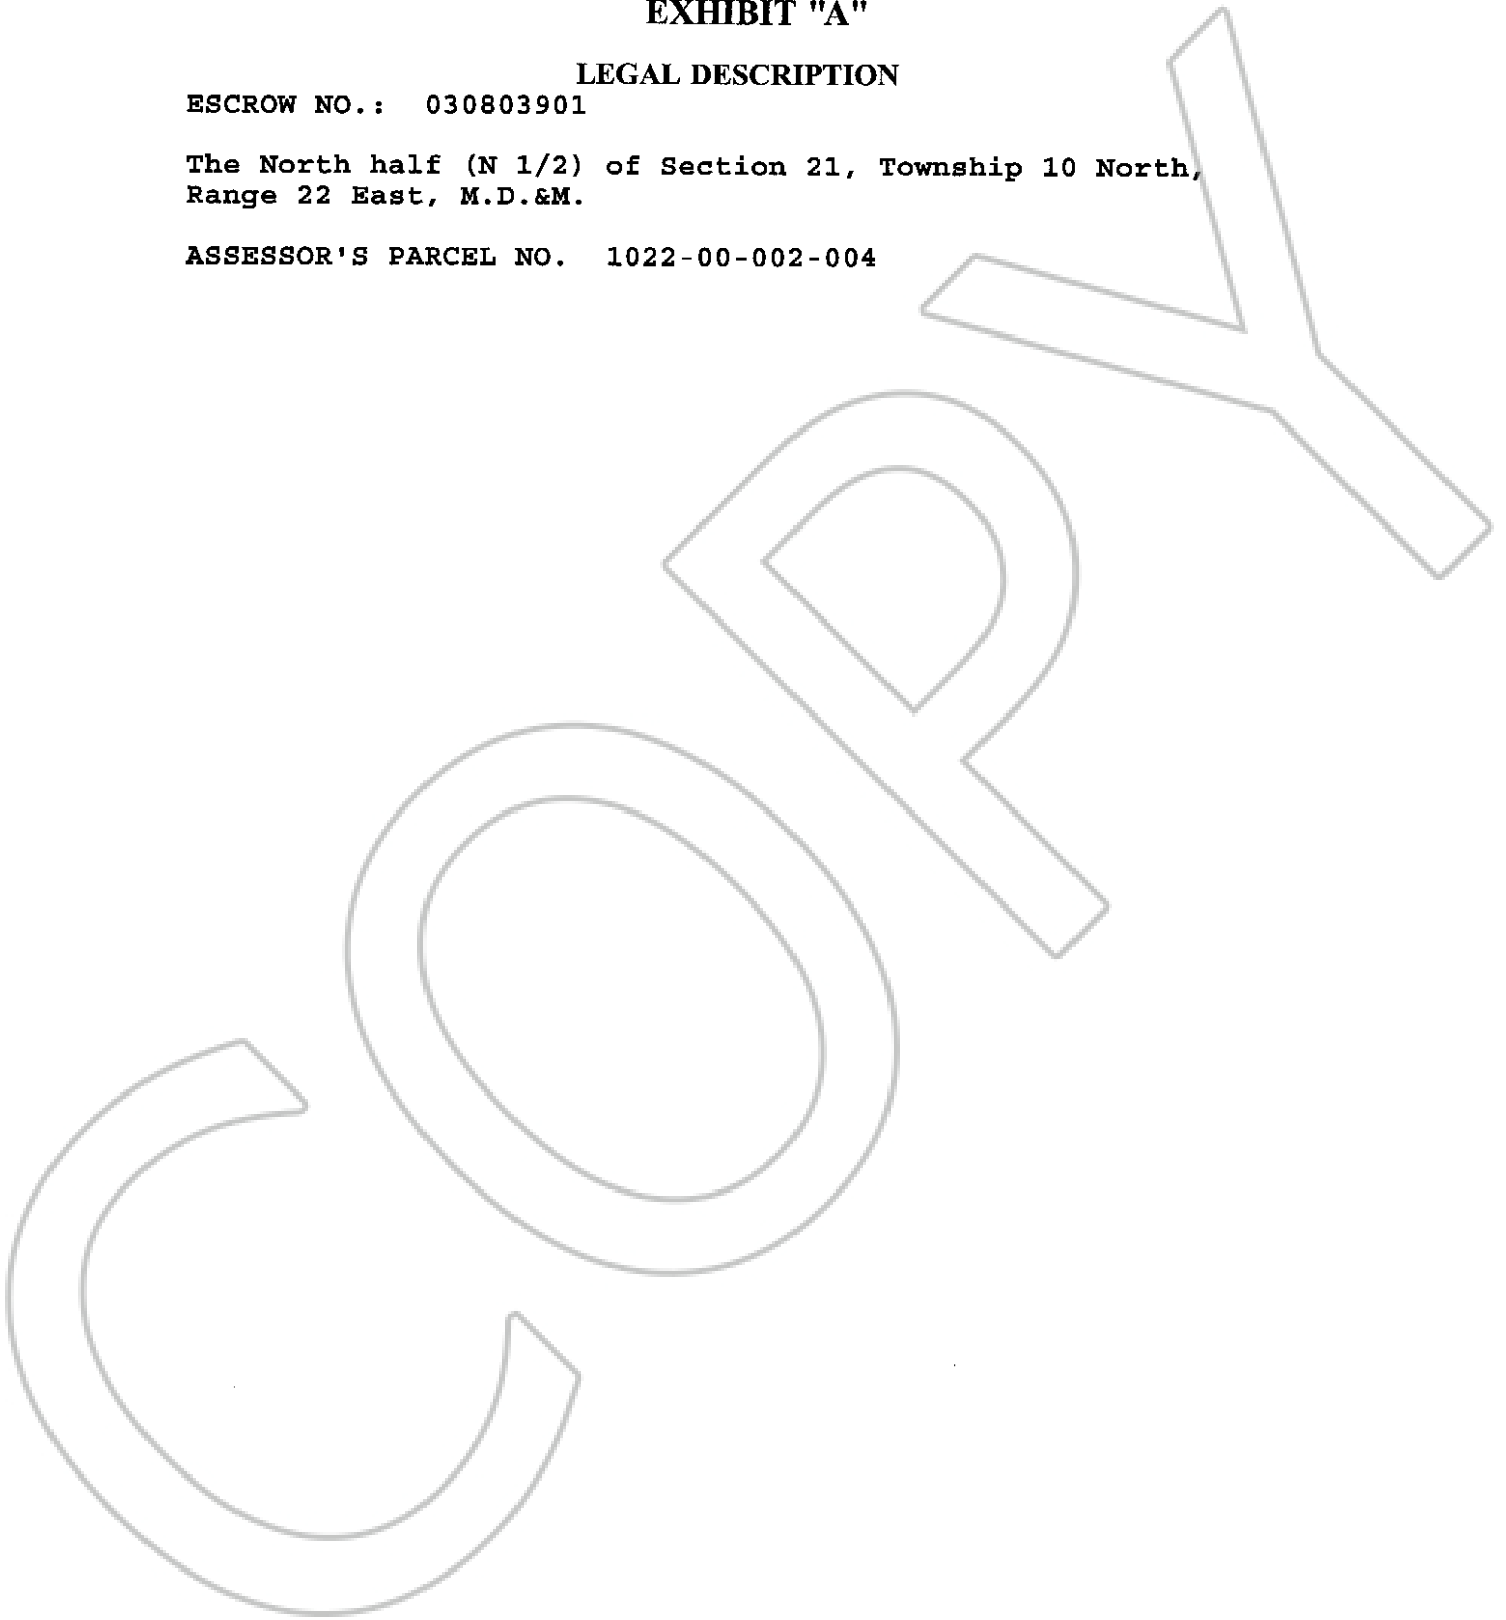 EXHIBIT "A"
LEGAL DESCRIPTION
ESCROW NO.: 030803901
The North half (N 1/2) of Section 21, Township 10 North,
Range 22 East, M.D.&M.
ASSESSOR'S PARCEL NO. 1022-00-002-004
COPY